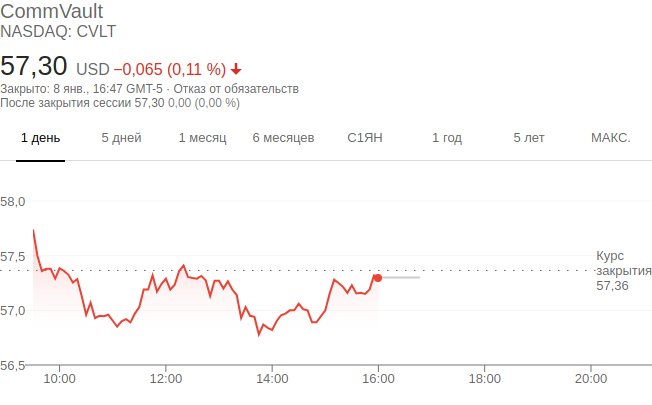 CommVault
NASDAQ: CVLT
57,30 USD −0,065 (0,11 %)
Закрыто: 8 янв., 16:47 GMT-5 · Отказ от обязательств
После закрытия сессии 57,30 0,00 (0,00 %)
1 день 5 дней 1 месяц 6 месяцев С1ЯН 1 год 5 лет МАКС.
58,0
57,5
57,0
56,5
Курс
закрытия
57,36
10:00 12:00 14:00 16:00 18:00 20:00